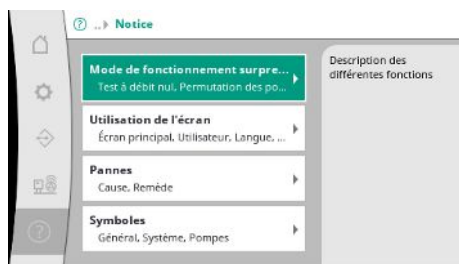 ..▸ Notice
Mode de fonctionnement surpre...
Test à débit nul, Permutation des po...
Utilisation de l'écran
Écran principal, Utilisateur, Langue, ...
Pannes
Cause, Remède
Symboles
Général, Système, Pompes
Description des
différentes fonctions